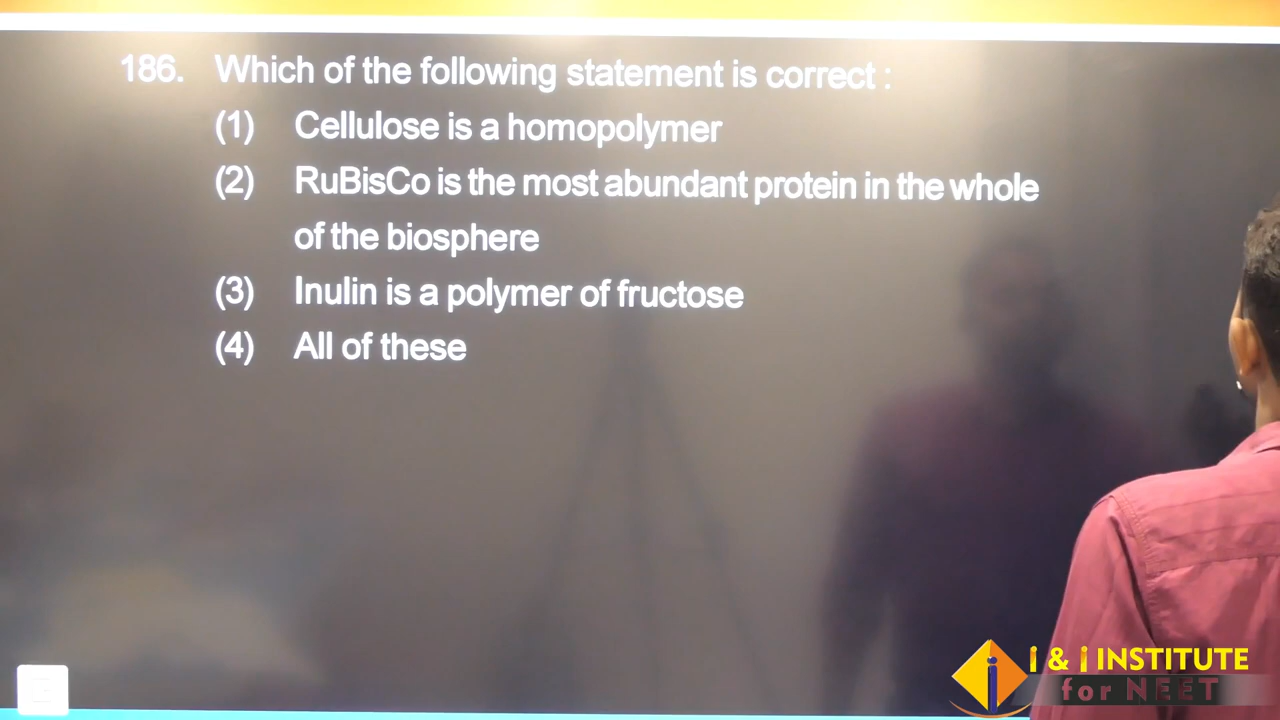 186. Which of the following statement is correct :
(1) Cellulose is a homopolymer
(2) RuBisCo is the most abundant protein in the whole
of the biosphere
(3) Inulin is a polymer of fructose
(4) All of these
i & i INSTITUTE
for NEET